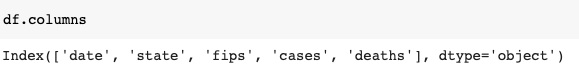 df.columns
Index(['date', 'state', 'fips', 'cases', 'deaths'], dtype='object')